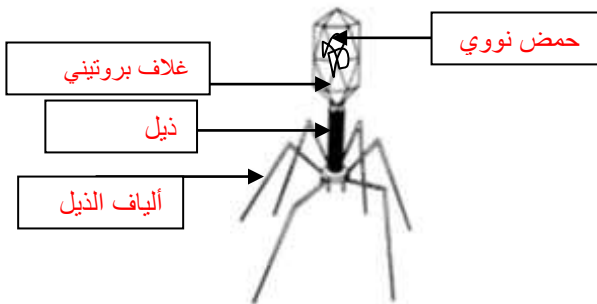 حمض نووي
غلاف بروتيني
ذيل
ألياف الذيل